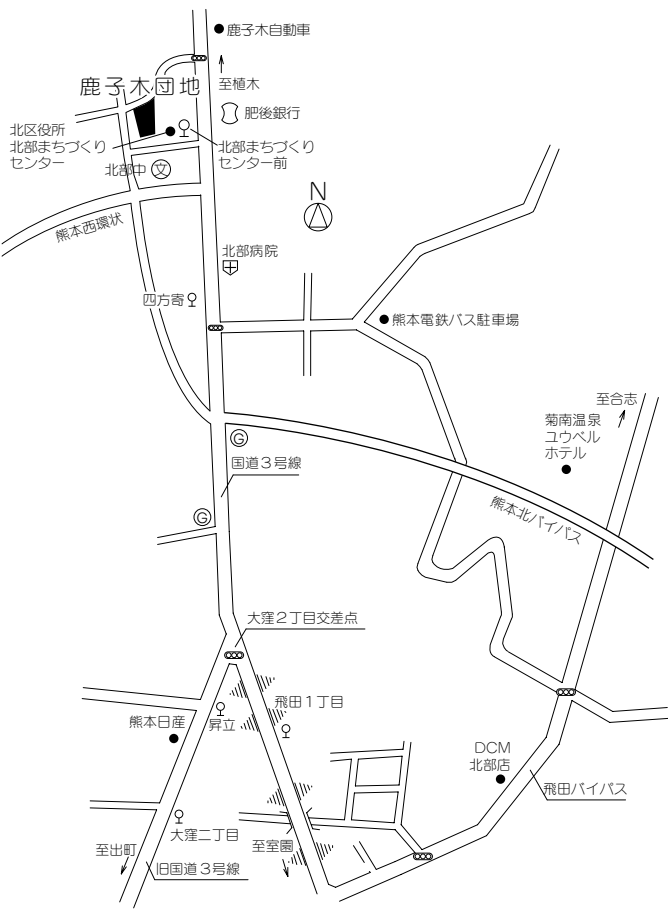 鹿子木自動車
至植木
鹿子木団地
肥後銀行
北区役所
北部まちづくり
センター
北部まちづくり
センター前
北部中 文
熊本西環状
N
北部病院
四方寄
熊本電鉄バス駐車場
至合志
菊南温泉
ユウベル
ホテル
G
国道3号線
熊本北バイパス
G
大窪2丁目交差点
飛田1丁目
昇立
熊本日産
DCM
北部店
飛田バイパス
大窪二丁目
至室園
至出町
旧国道3号線